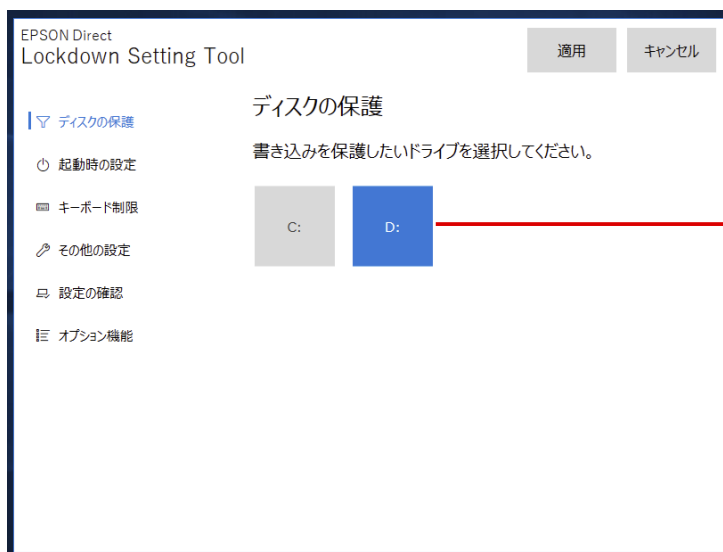 EPSON Direct
Lockdown Setting Tool
適用
キャンセル
ディスクの保護
起動時の設定
キーボード制限
その他の設定
設定の確認
オプション機能
ディスクの保護
書き込みを保護したいドライブを選択してください。
C:
D: